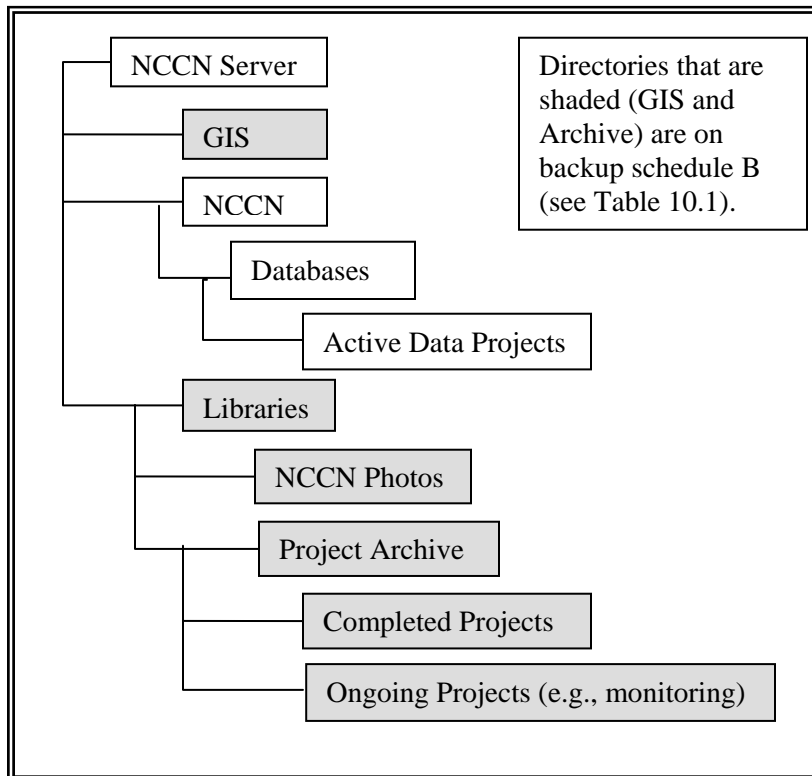 NCCN Server
Directories that are
shaded (GIS and
Archive) are on
backup schedule B
(see Table 10.1).
GIS
NCCN
Databases
Active Data Projects
Libraries
NCCN Photos
Project Archive
Completed Projects
Ongoing Projects (e.g., monitoring)